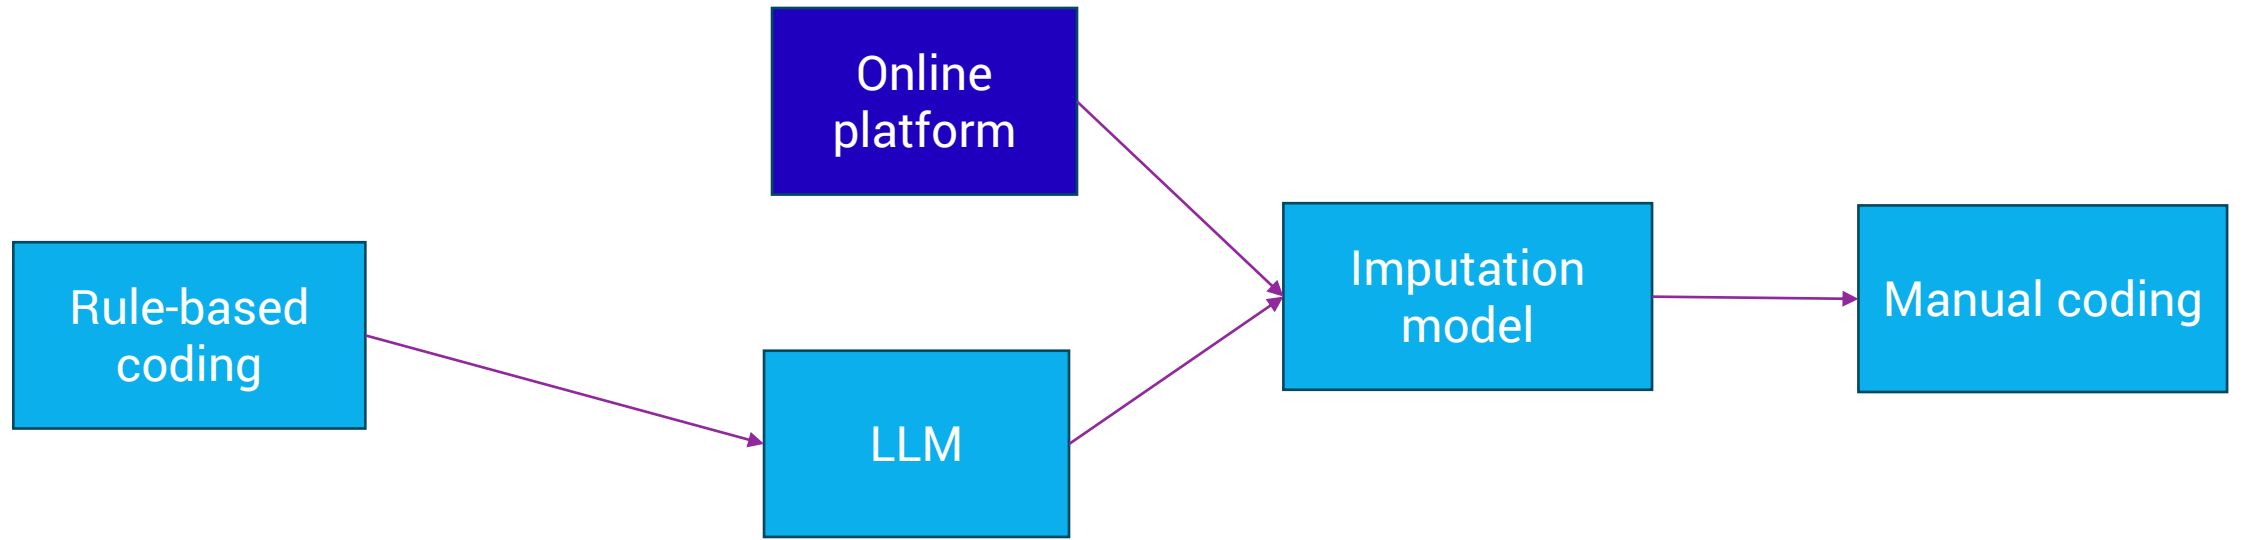 Online
platform
Rule-based
coding
LLM
Imputation
model
Manual coding